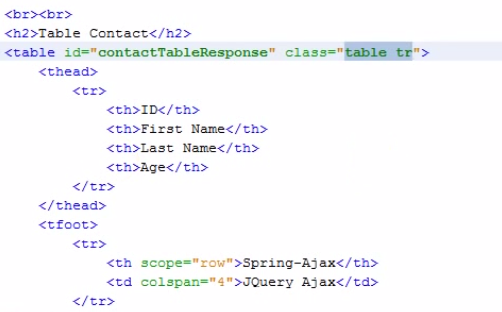 <br><br>
<h2>Table Contact</h2>
<table id="contactTableResponse" class="table tr">
<thead>
<tr>
<th>ID</th>
<th>First Name</th>
<th>Last Name</th>
<th>Age</th>
</tr>
</thead>
<tfoot>
<tr>
<th scope="row">Spring-Ajax</th>
<td colspan="4">JQuery Ajax</td>
</tr>